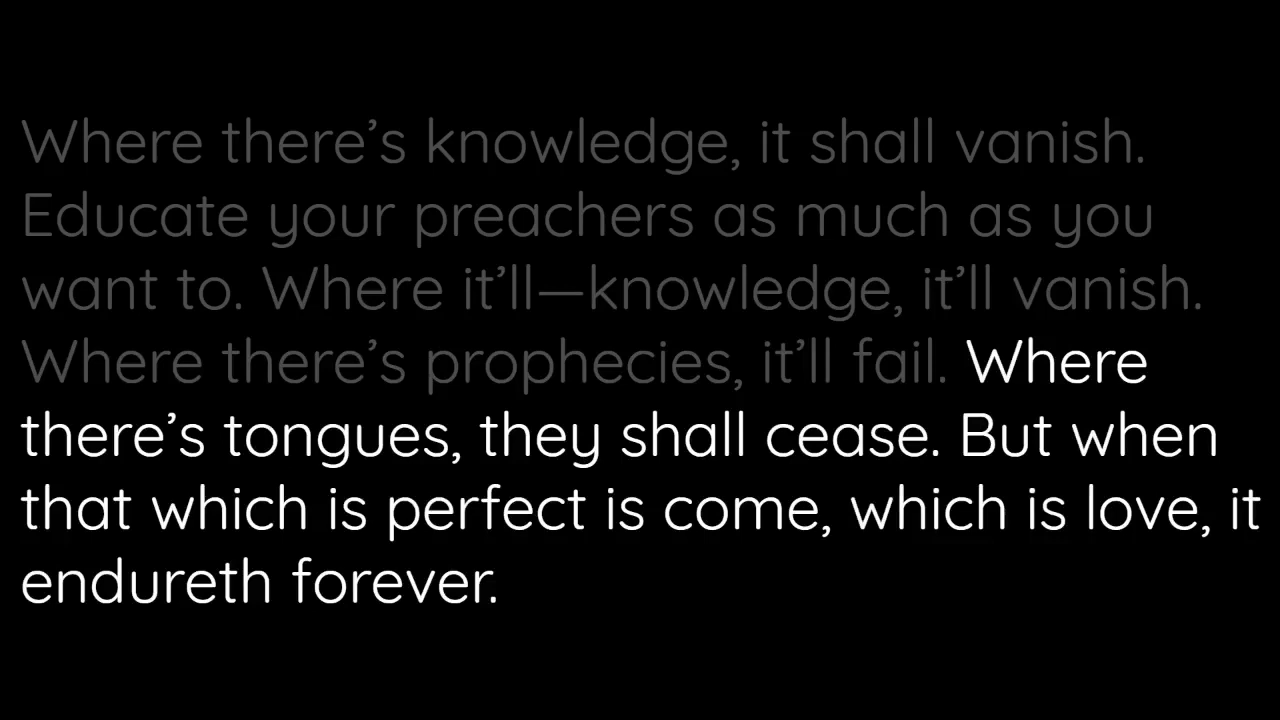 Where there’s knowledge, it shall vanish.
Educate your preachers as much as you
want to. Where it’ll—knowledge, it’ll vanish.
Where there’s prophecies, it’ll fail. Where
there’s tongues, they shall cease. But when
that which is perfect is come, which is love, it
endureth forever.